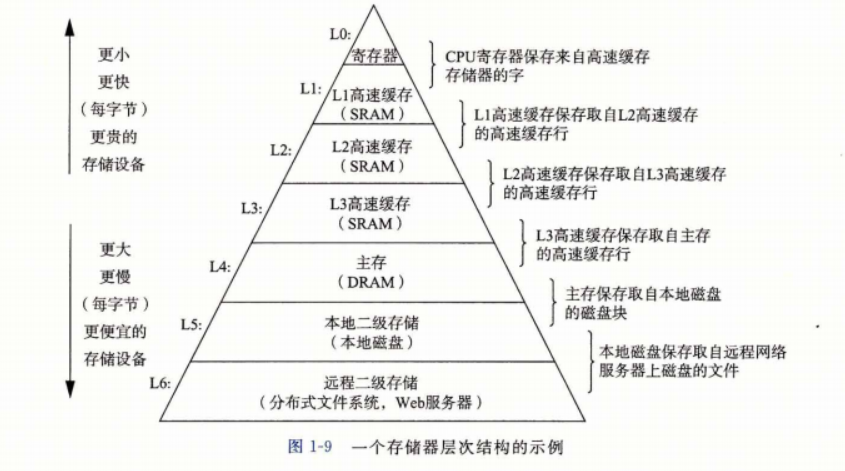 更小
更快
（每字节）
更贵的
存储设备
更大
更慢
（每字节）
更便宜的
存储设备
L0:
寄存器
CPU寄存器保存来自高速缓存
存储器的字
L1:
L1高速缓存
（SRAM）
L1高速缓存保存取自L2高速缓存
的高速缓存行
L2:
L2高速缓存
（SRAM）
L2高速缓存保存取自L3高速缓存
的高速缓存行
L3:
L3高速缓存
（SRAM）
L3高速缓存保存取自主存
的高速缓存行
L4:
主存
（DRAM）
主存保存取自本地磁盘
的磁盘块
L5:
本地二级存储
（本地磁盘）
本地磁盘保存取自远程网络
服务器上磁盘的文件
L6:
远程二级存储
（分布式文件系统，Web服务器）
图 1-9 一个存储器层次结构的示例